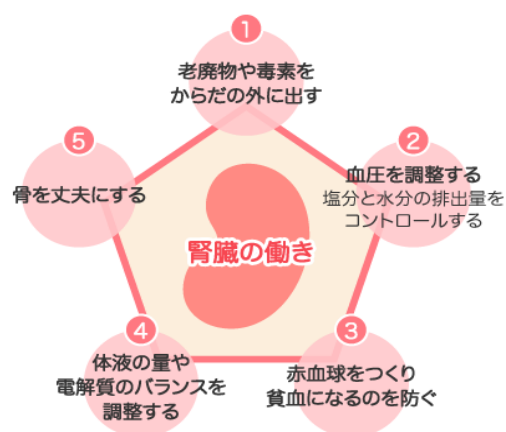 1
老廃物や毒素を
からだの外に出す
2
血圧を調整する
塩分と水分の排出量を
コントロールする
3
赤血球をつくり
貧血になるのを防ぐ
4
体液の量や
電解質のバランスを
調整する
5
骨を丈夫にする
腎臓の働き